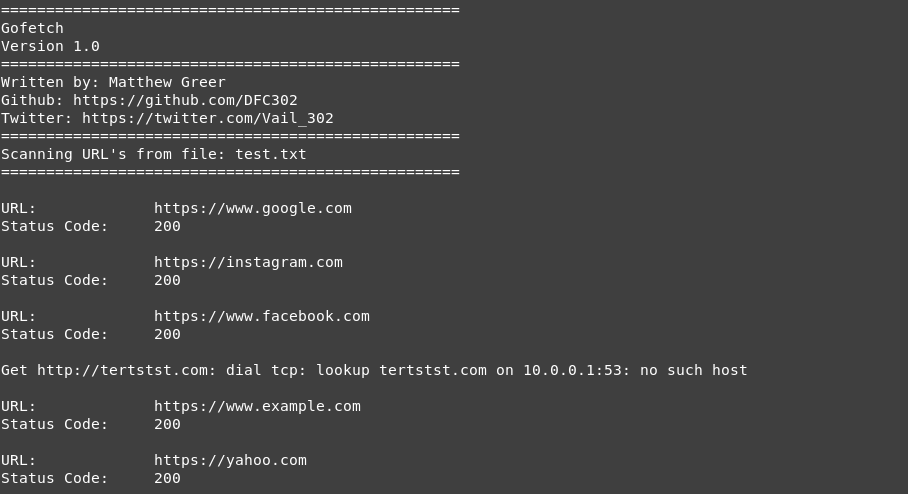 ===================================================
Gofetch
Version 1.0
===================================================
Written by: Matthew Greer
Github: https://github.com/DFC302
Twitter: https://twitter.com/Vail_302
===================================================
Scanning URL's from file: test.txt
===================================================
URL: https://www.google.com
Status Code: 200
URL: https://instagram.com
Status Code: 200
URL: https://www.facebook.com
Status Code: 200
Get http://tertstst.com: dial tcp: lookup tertstst.com on 10.0.0.1:53: no such host
URL: https://www.example.com
Status Code: 200
URL: https://yahoo.com
Status Code: 200